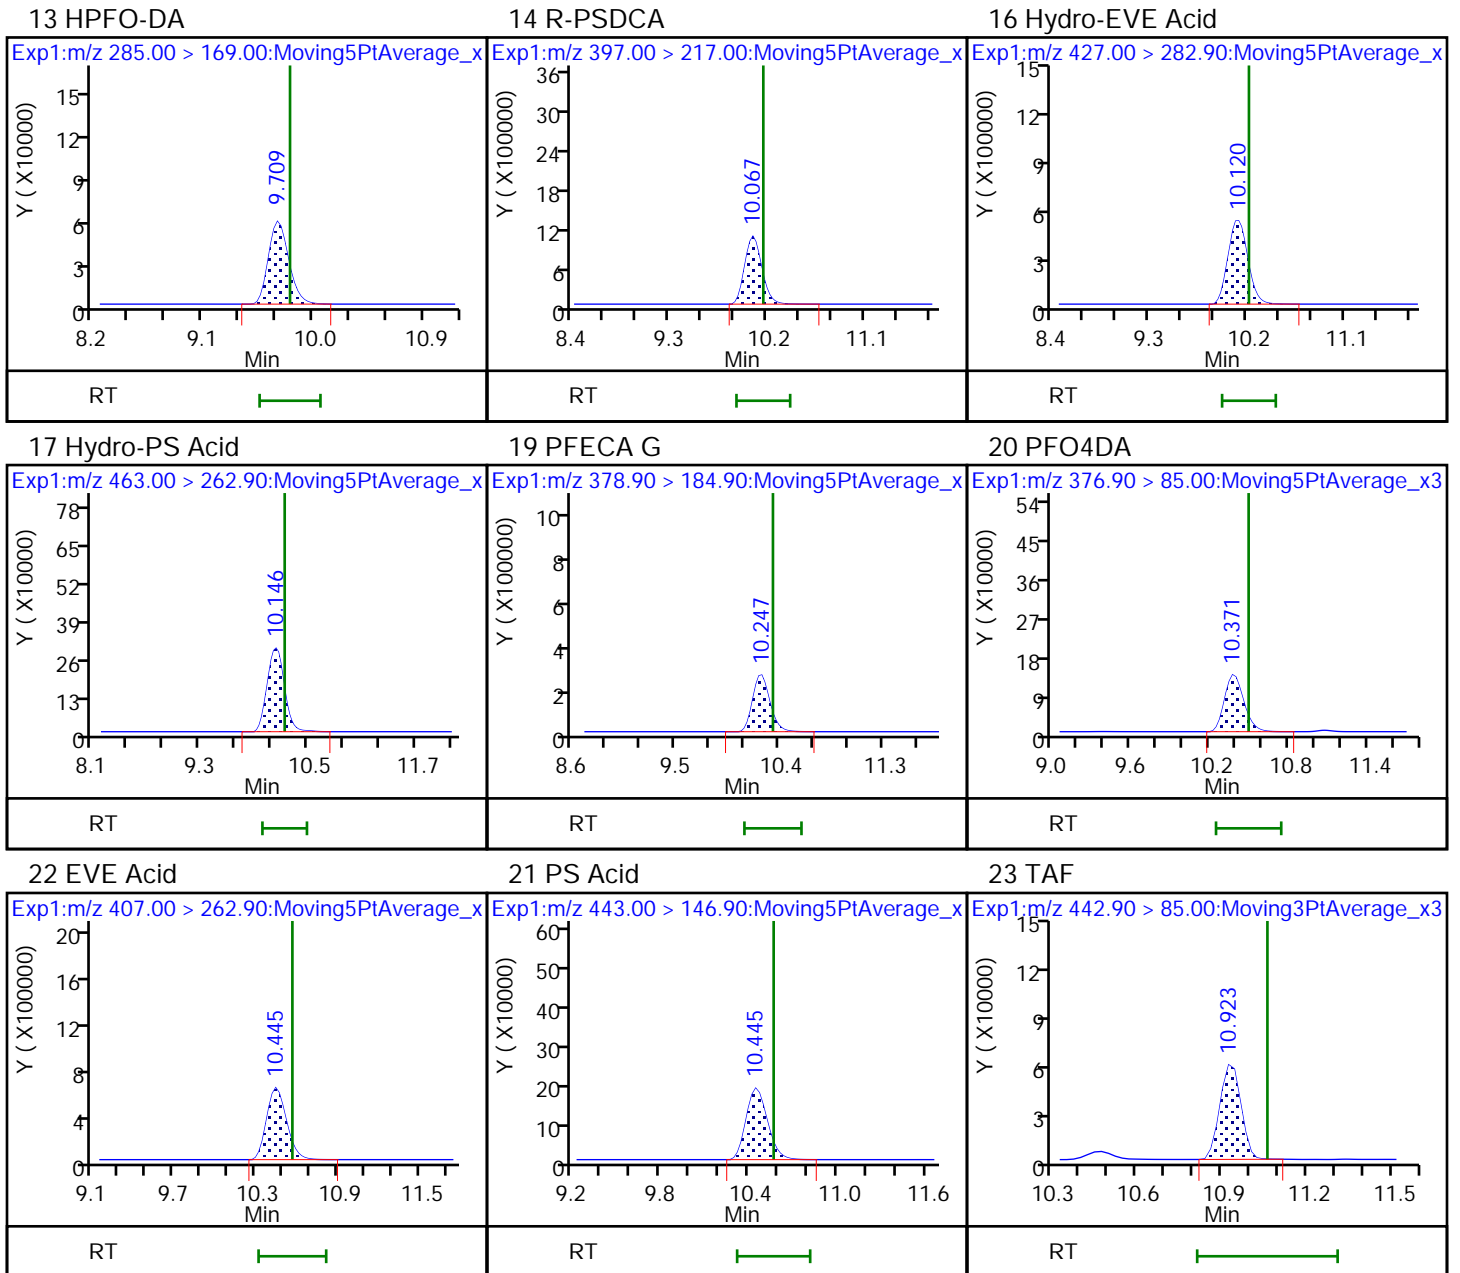 13 HPFO-DA
14 R-PSDCA
16 Hydro-EVE Acid
Exp1:m/z 285.00 > 169.00:Moving5PtAverage_x
Exp1:m/z 397.00 > 217.00:Moving5PtAverage_x
Exp1:m/z 427.00 > 282.90:Moving5PtAverage_x
Y ( X100000)
15
12
9
6
3
0
9.709
8.2 9.1 10.0 10.9
Min
Y ( X100000)
36
30
24
18
12
6
0
10.067
8.4 9.3 10.2 11.1
Min
Y ( X100000)
15
12
9
6
3
0
10.120
8.4 9.3 10.2 11.1
Min
RT
RT
RT
17 Hydro-PS Acid
19 PFECA G
20 PFO4DA
Exp1:m/z 463.00 > 262.90:Moving5PtAverage_x
Exp1:m/z 378.90 > 184.90:Moving5PtAverage_x
Exp1:m/z 376.90 > 85.00:Moving5PtAverage_x3
Y ( X10000)
78
65
52
39
26
13
0
10.146
8.1 9.3 10.5 11.7
Min
Y ( X100000)
10
8
6
4
2
0
10.247
8.6 9.5 10.4 11.3
Min
Y ( X10000)
54
45
36
27
18
9
0
10.371
9.0 9.6 10.2 10.8 11.4
Min
RT
RT
RT
22 EVE Acid
21 PS Acid
23 TAF
Exp1:m/z 407.00 > 262.90:Moving5PtAverage_x
Exp1:m/z 443.00 > 146.90:Moving5PtAverage_x
Exp1:m/z 442.90 > 85.00:Moving3PtAverage_x3
Y ( X100000)
20
16
12
8
4
0
10.445
9.1 9.7 10.3 10.9 11.5
Min
Y ( X10000)
60
50
40
30
20
10
0
10.445
9.2 9.8 10.4 11.0 11.6
Min
Y ( X10000)
15
12
9
6
3
0
10.923
10.3 10.6 10.9 11.2 11.5
Min
RT
RT
RT